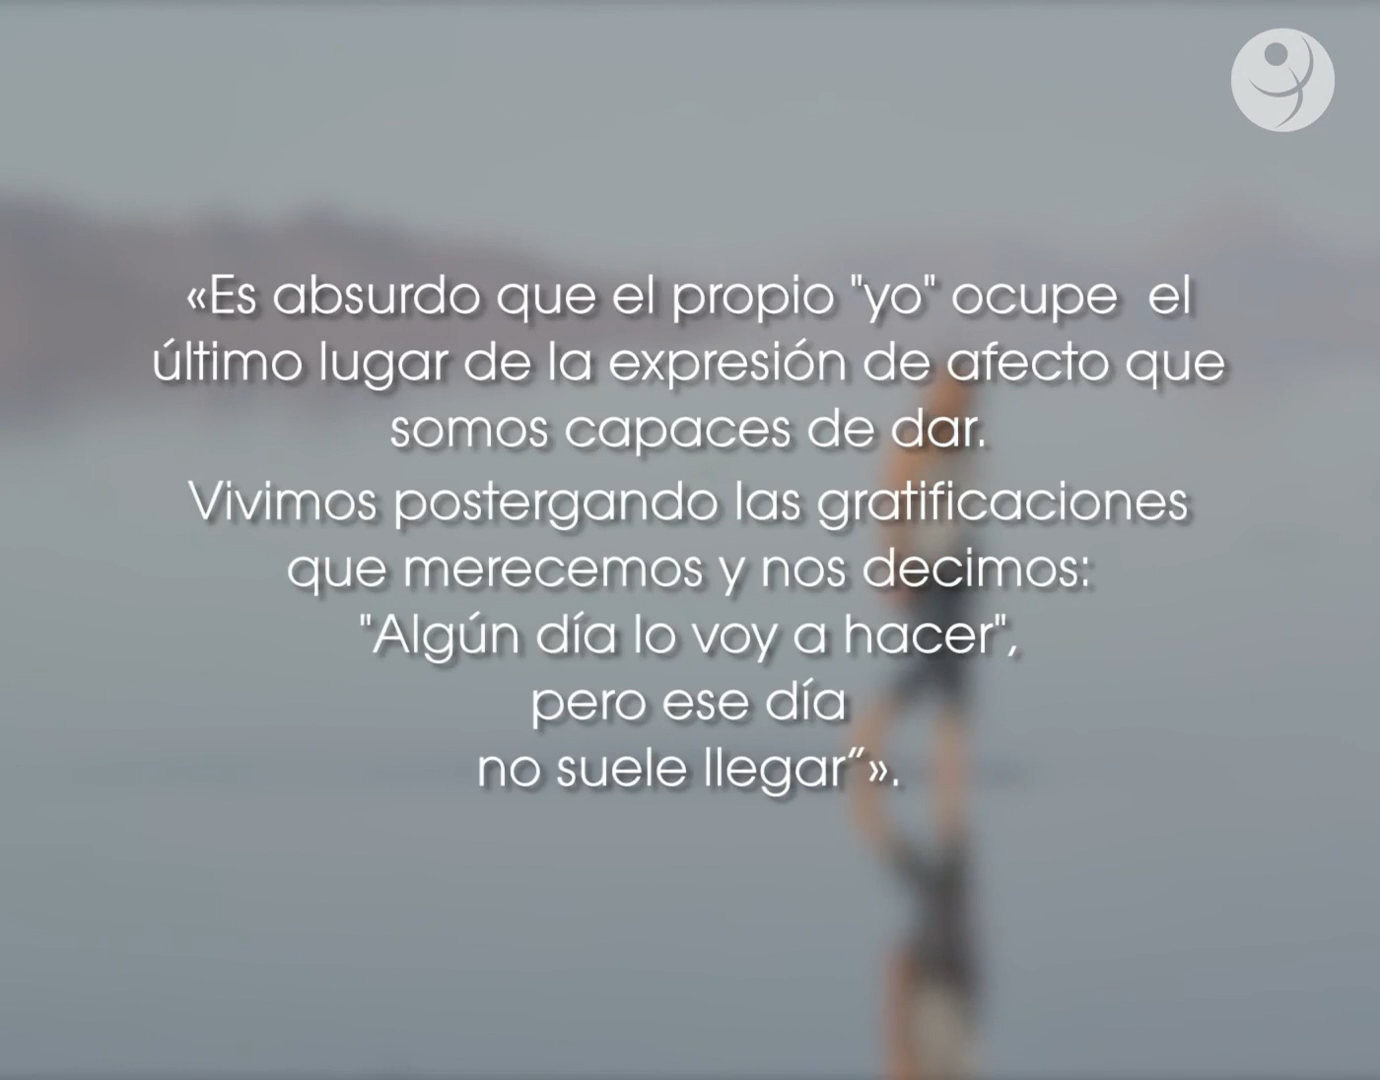 «Es absurdo que el propio "yo" ocupe  el
último lugar de la expresión de afecto que
somos capaces de dar.
Vivimos postergando las gratificaciones
que merecemos y nos decimos:
"Algún día lo voy a hacer",
pero ese día
no suele llegar”».